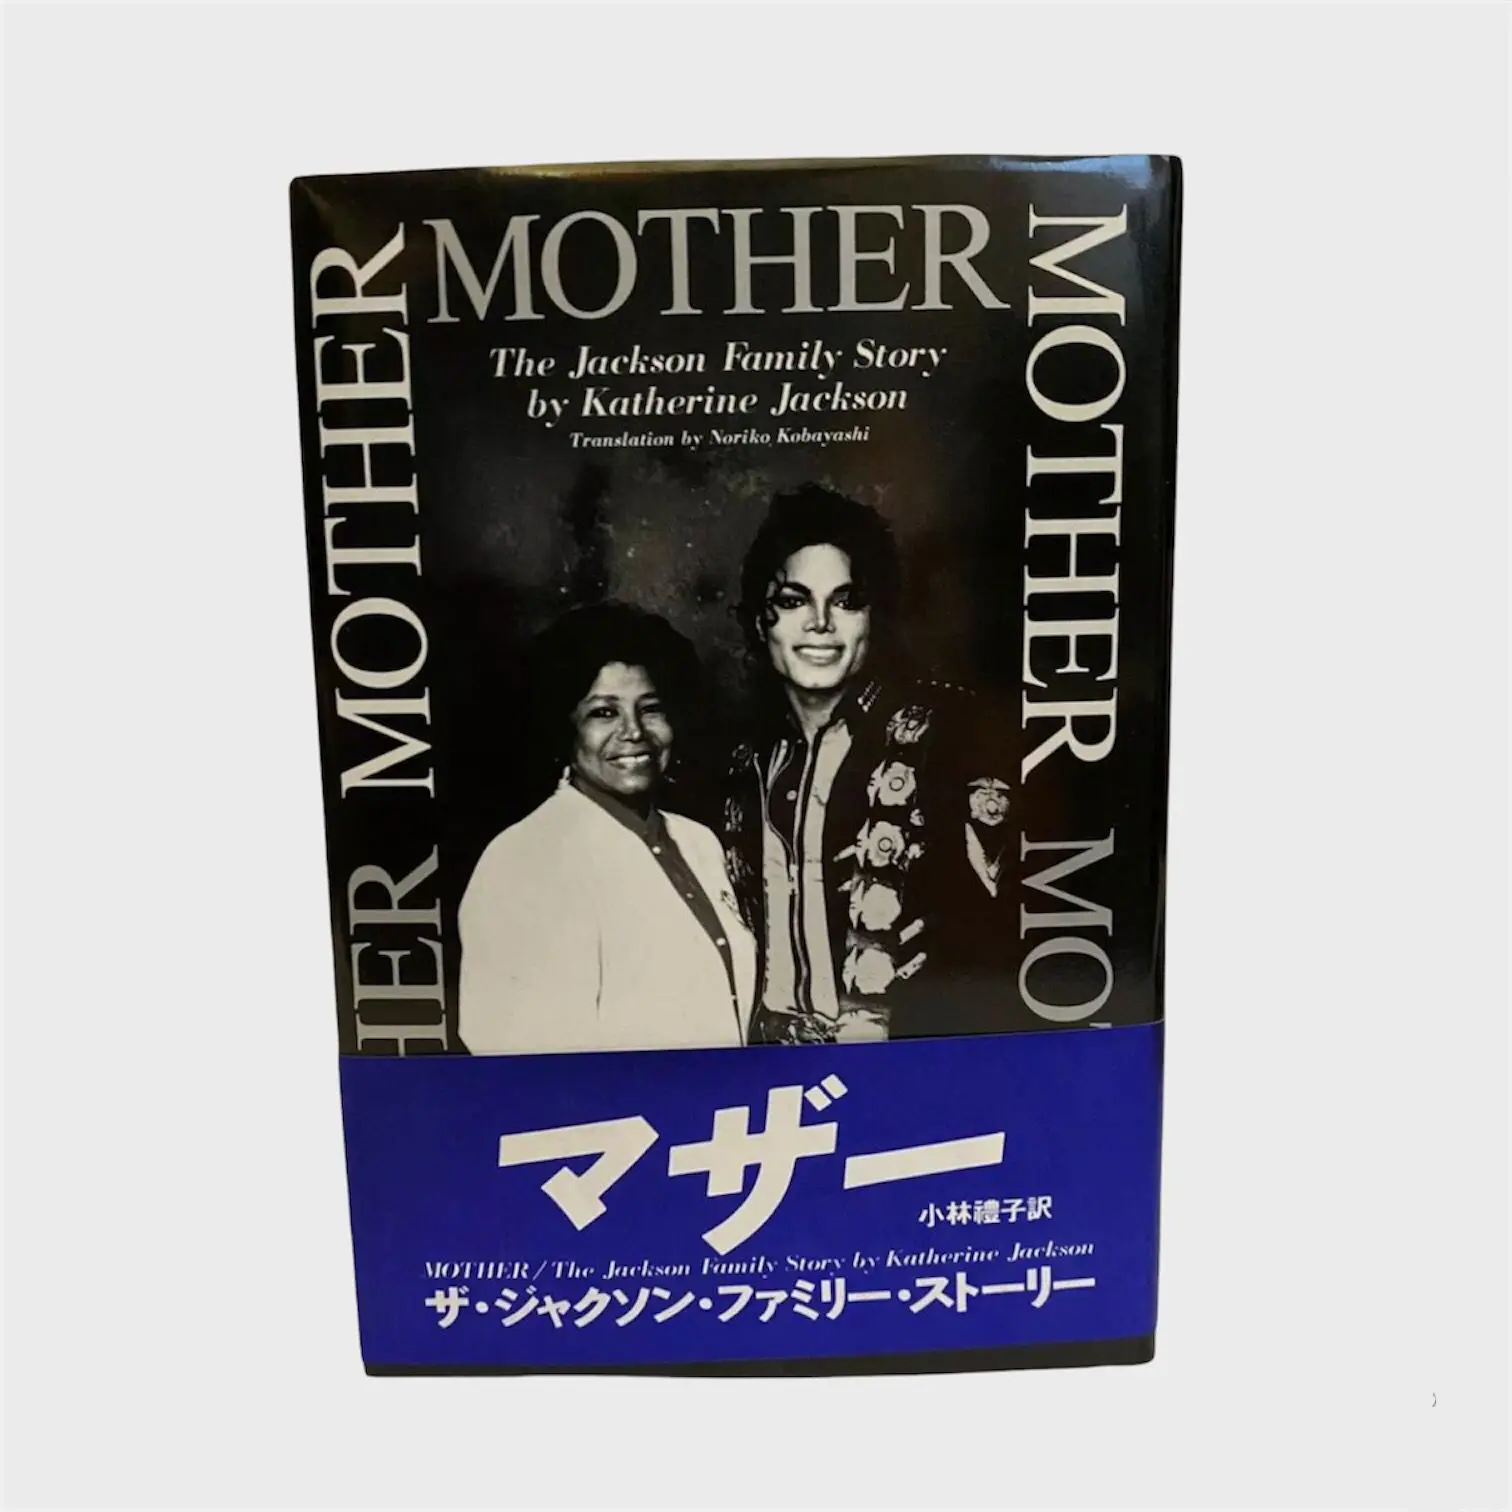 MOTHER
The Jackson Family Story
by Katherine Jackson
Translation by Noriko Kobayashi
HER MOTHER
MOTHER MO
マザー
小林禮子訳
MOTHER / The Jackson Family Story by Katherine Jackson
ザ・ジャクソン・ファミリー・ストーリー